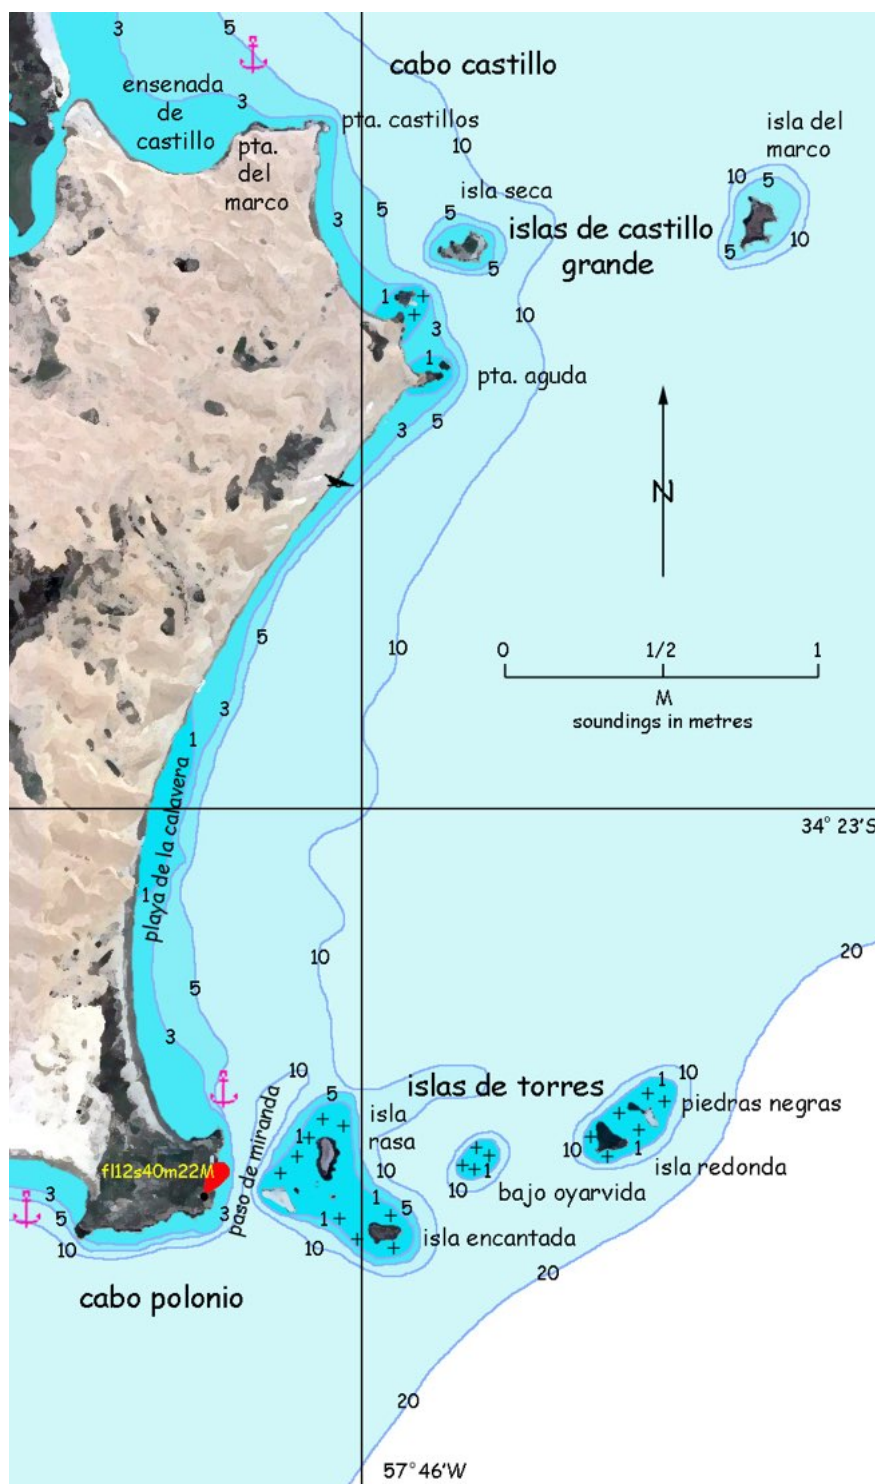 3
5
cabo castillo
ensenada
de
castillo
3
pta. castillos
10
isla del
marco
pta.
del
marco
isla seca
10
5
5
3
5
islas de castillo
grande
5
10
5
1
3
10
1
pta. aguda
3
5
N
5
10
0
1/2
1
M
soundings in metres
3
1
playa de la calavera
34° 23'S
1
10
20
5
3
10
5
islas de torres
10
1
piedras negras
isla
rasa
1
paso de miranda
10
10
1
isla redonda
fl12s40m22M
1
10
bajo oyarvida
3
5
10
3
1
5
1
10
isla encantada
20
cabo polonio
20
57° 46'W